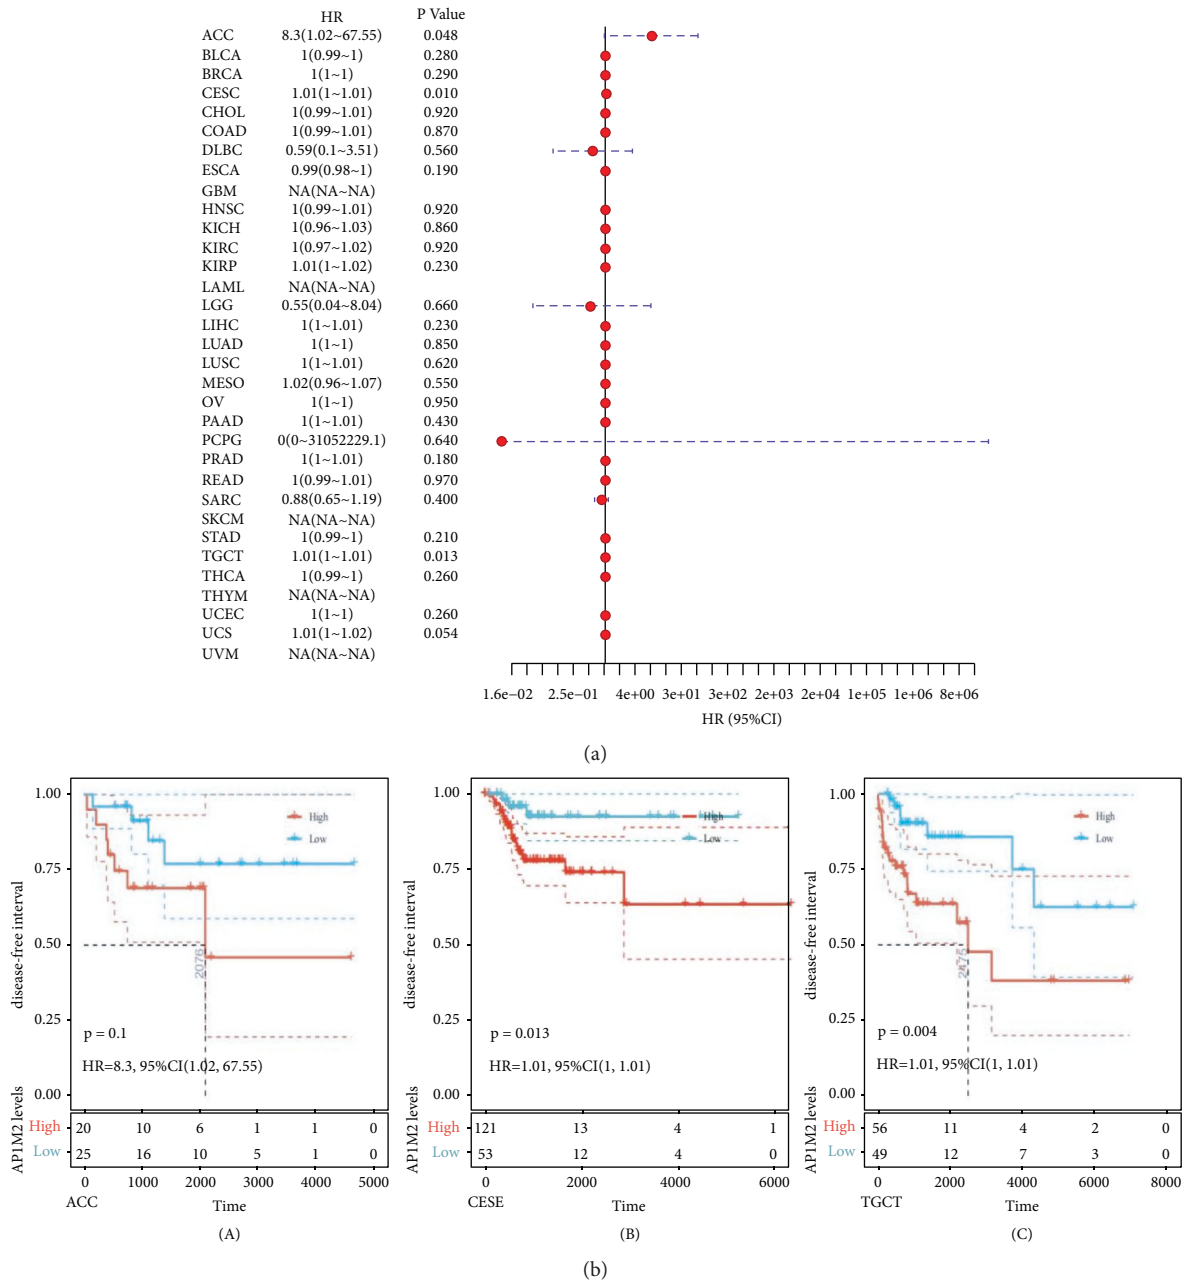 HR P Value
ACC 8.3(1.02~67.55) 0.048
BLCA 1(0.99~1) 0.280
BRCA 1(1~1) 0.290
CESC 1.01(1~1.01) 0.010
CHOL 1(0.99~1.01) 0.920
COAD 1(0.99~1.01) 0.870
DLBC 0.59(0.1~3.51) 0.560
ESCA 0.99(0.98~1) 0.190
GBM NA(NA~NA)
HNSC 1(0.99~1.01) 0.920
KICH 1(0.96~1.03) 0.860
KIRC 1(0.97~1.02) 0.920
KIRP 1.01(1~1.02) 0.230
LAML NA(NA~NA)
LGG 0.55(0.04~8.04) 0.660
LIHC 1(1~1.01) 0.230
LUAD 1(1~1) 0.850
LUSC 1(1~1.01) 0.620
MESO 1.02(0.96~1.07) 0.550
OV 1(1~1) 0.950
PAAD 1(1~1.01) 0.430
PCPG 0(0~31052229.1) 0.640
PRAD 1(1~1.01) 0.180
READ 1(0.99~1.01) 0.970
SARC 0.88(0.65~1.19) 0.400
SKCM NA(NA~NA)
STAD 1(0.99~1) 0.210
TGCT 1.01(1~1.01) 0.013
THCA 1(0.99~1) 0.260
THYM NA(NA~NA)
UCEC 1(1~1) 0.260
UCS 1.01(1~1.02) 0.054
UVM NA(NA~NA)
1.6e−02 2.5e−01 4e+00 3e+01 3e+02 2e+03 2e+04 1e+05 1e+06 8e+06
HR (95%CI)
(a)
disease-free interval
1.00
0.75
0.50
0.25
0.00
High
Low
2076
p = 0.1
HR=8.3, 95%CI(1.02, 67.55)
AP1M2 levels
High 20 10 6 1 1 0
Low 25 16 10 5 1 0
0 1000 2000 3000 4000 5000
ACC Time
(A)
disease-free interval
1.00
0.75
0.50
0.25
0.00
High
Low
p = 0.013
HR=1.01, 95%CI(1, 1.01)
AP1M2 levels
High 121 13 4 1
Low 53 12 4 0
0 2000 4000 6000
CESE Time
(B)
disease-free interval
1.00
0.75
0.50
0.25
0.00
High
Low
p = 0.004
HR=1.01, 95%CI(1, 1.01)
AP1M2 levels
High 56 11 4 2 0
Low 49 12 7 3 0
0 2000 4000 6000 8000
TGCT Time
(C)
(b)